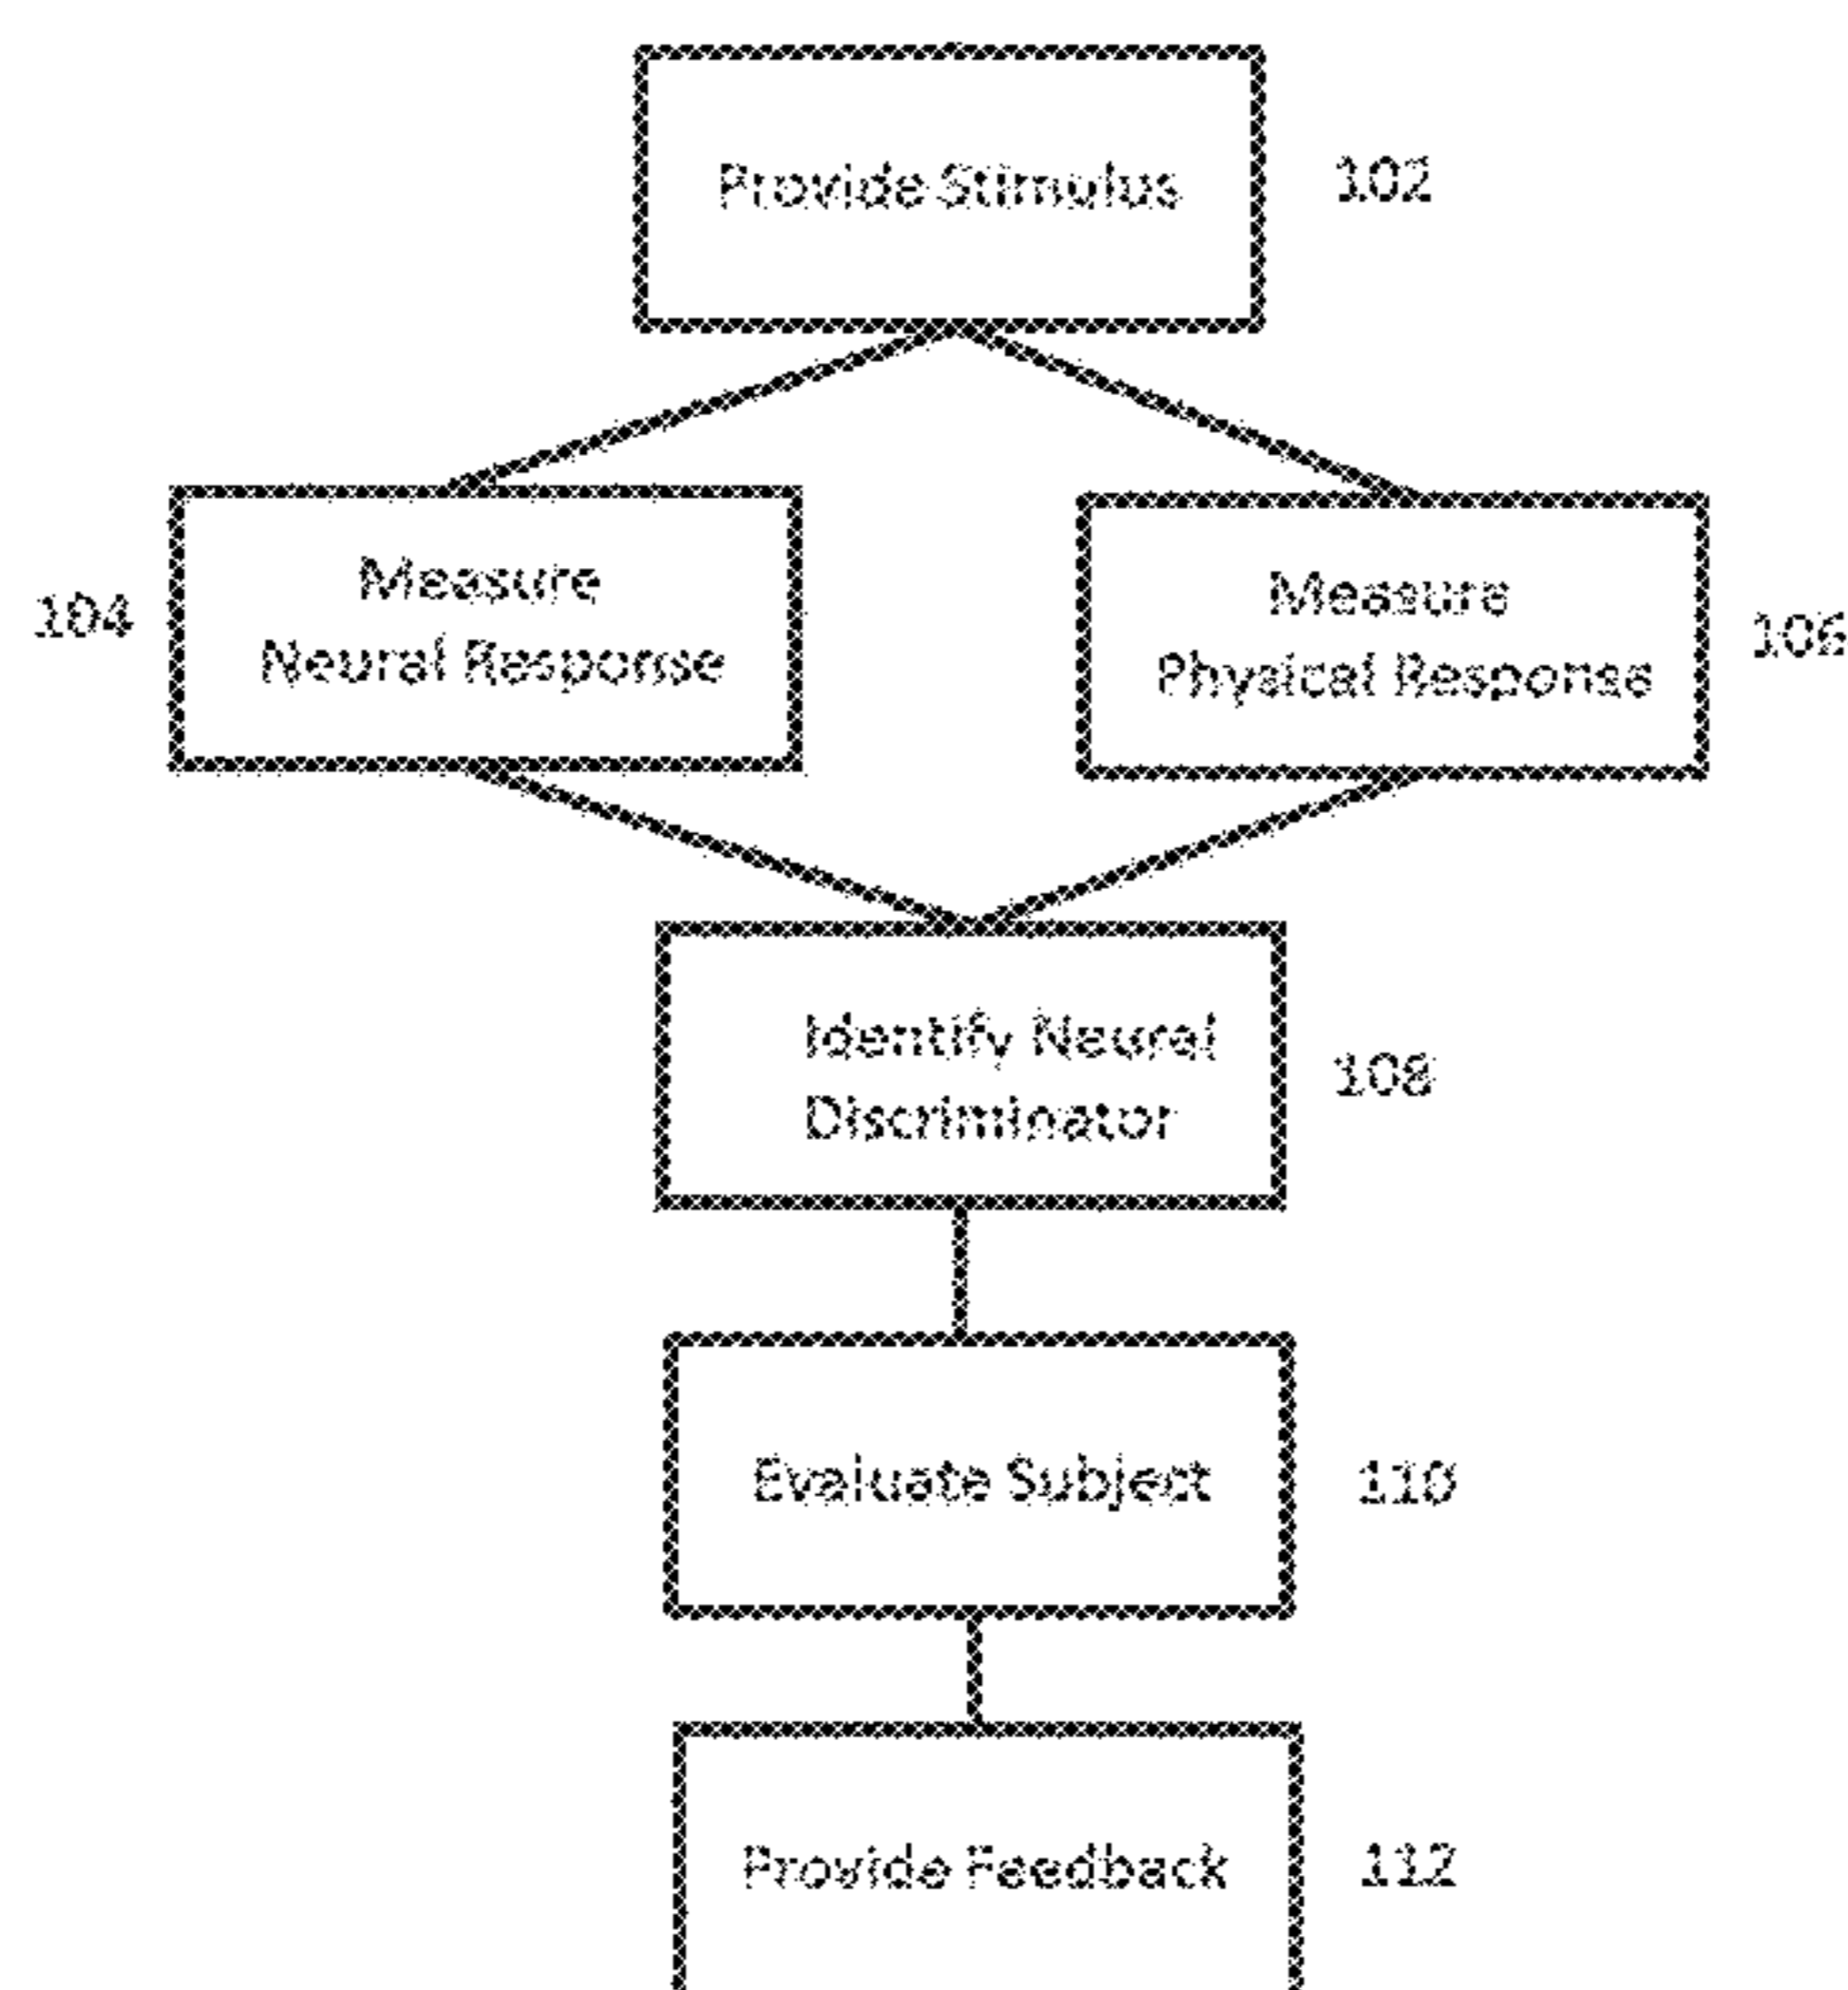 Provide Stimulus
102
Measure
Neural Response
104
Measure
Physical Response
106
Identify Neural
Discriminator
108
Evaluate Subject
110
Provide Feedback
112